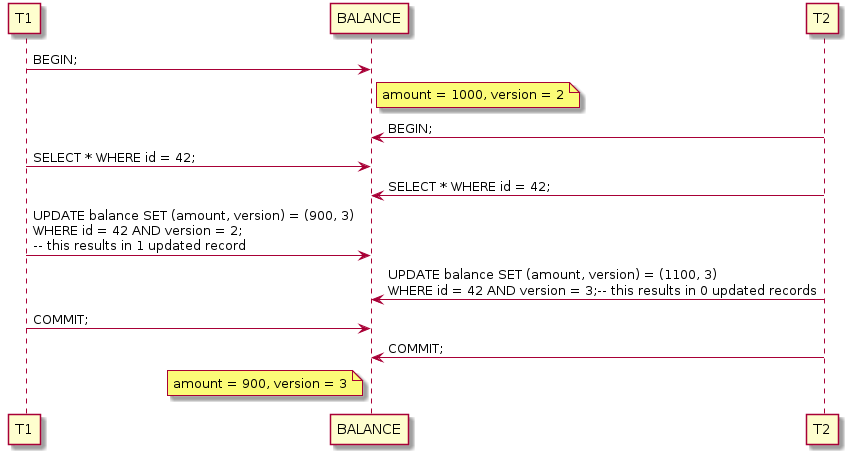 T1
BALANCE
T2
BEGIN;
amount = 1000, version = 2
BEGIN;
SELECT * WHERE id = 42;
SELECT * WHERE id = 42;
UPDATE balance SET (amount, version) = (900, 3)
WHERE id = 42 AND version = 2;
-- this results in 1 updated record
UPDATE balance SET (amount, version) = (1100, 3)
WHERE id = 42 AND version = 3;-- this results in 0 updated records
COMMIT;
COMMIT;
amount = 900, version = 3
T1
BALANCE
T2